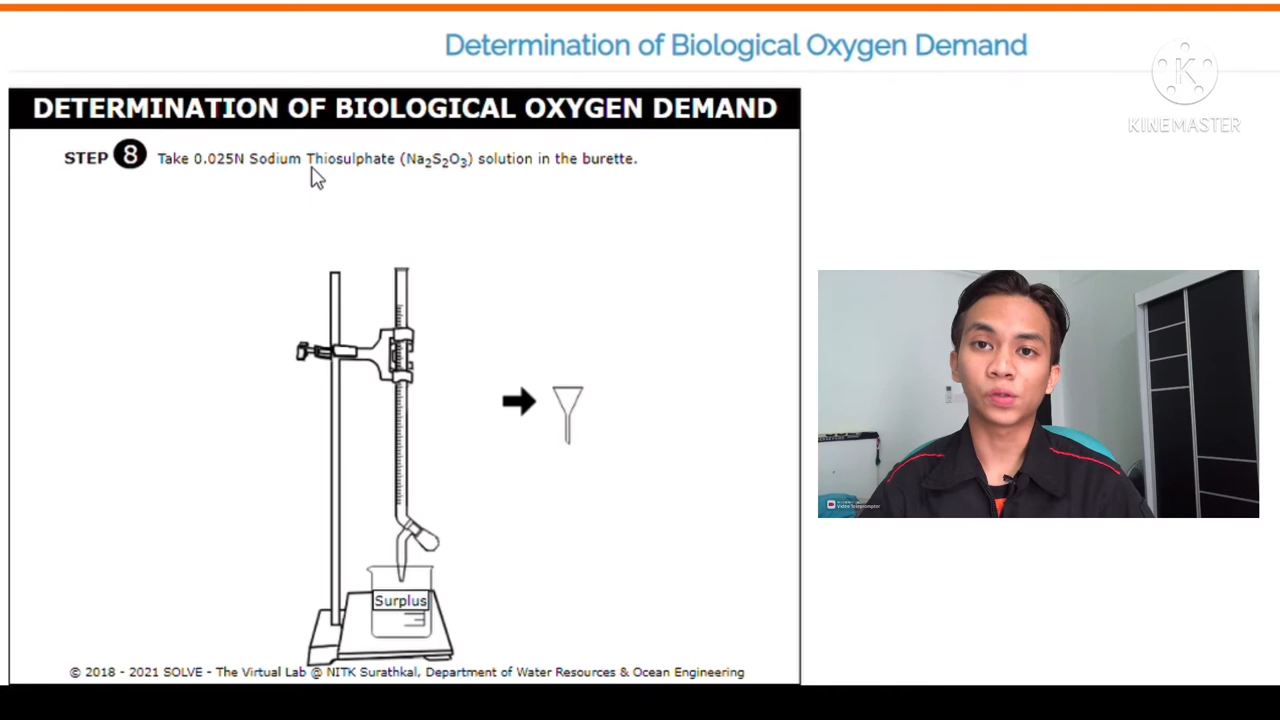 Determination of Biological Oxygen Demand
KINEMASTER
DETERMINATION OF BIOLOGICAL OXYGEN DEMAND
STEP 8 Take 0.025N Sodium Thiosulphate (Na₂S₂O₃) solution in the burette.
Surplus
Video Teleprompter
© 2018 - 2021 SOLVE - The Virtual Lab @ NITK Surathkal, Department of Water Resources & Ocean Engineering